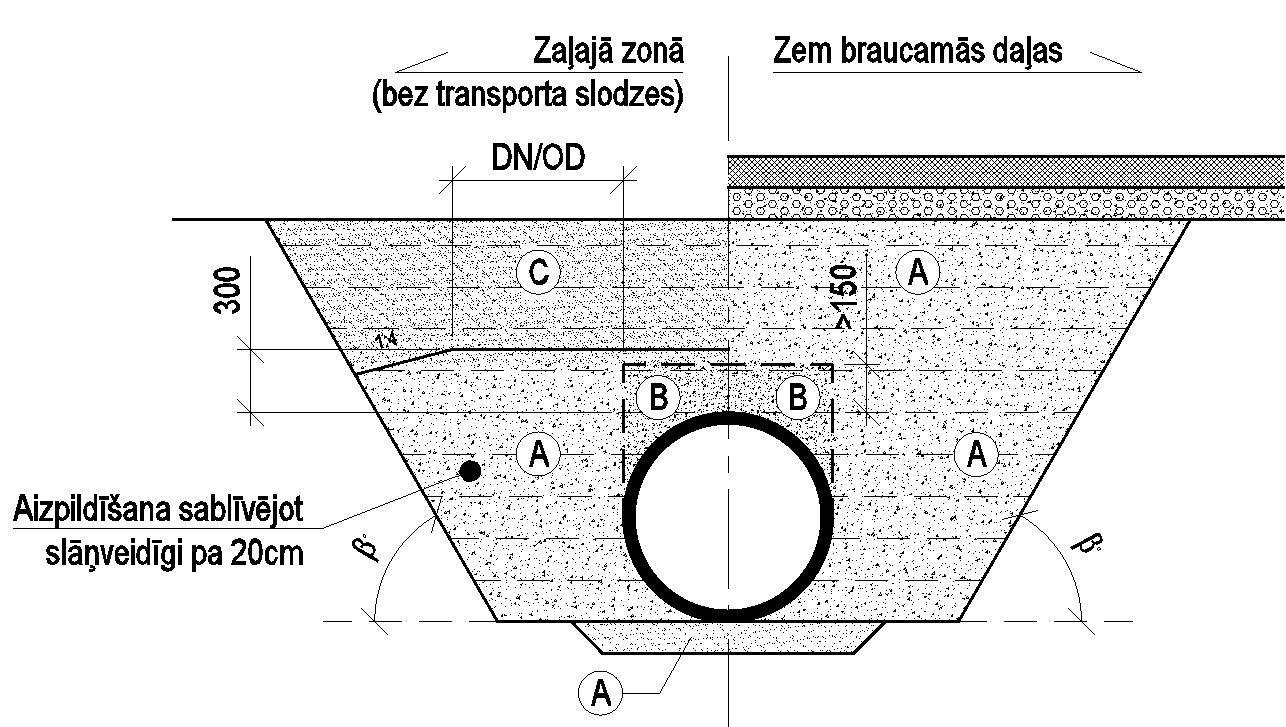 Zaļajā zonā
(bez transporta slodzes)
Zem braucamās daļas
DN/OD
C
A
300
>150
1:4
B
B
A
A
Aizpildīšana sablīvējot
slāņveidīgi pa 20cm
β°
β°
A